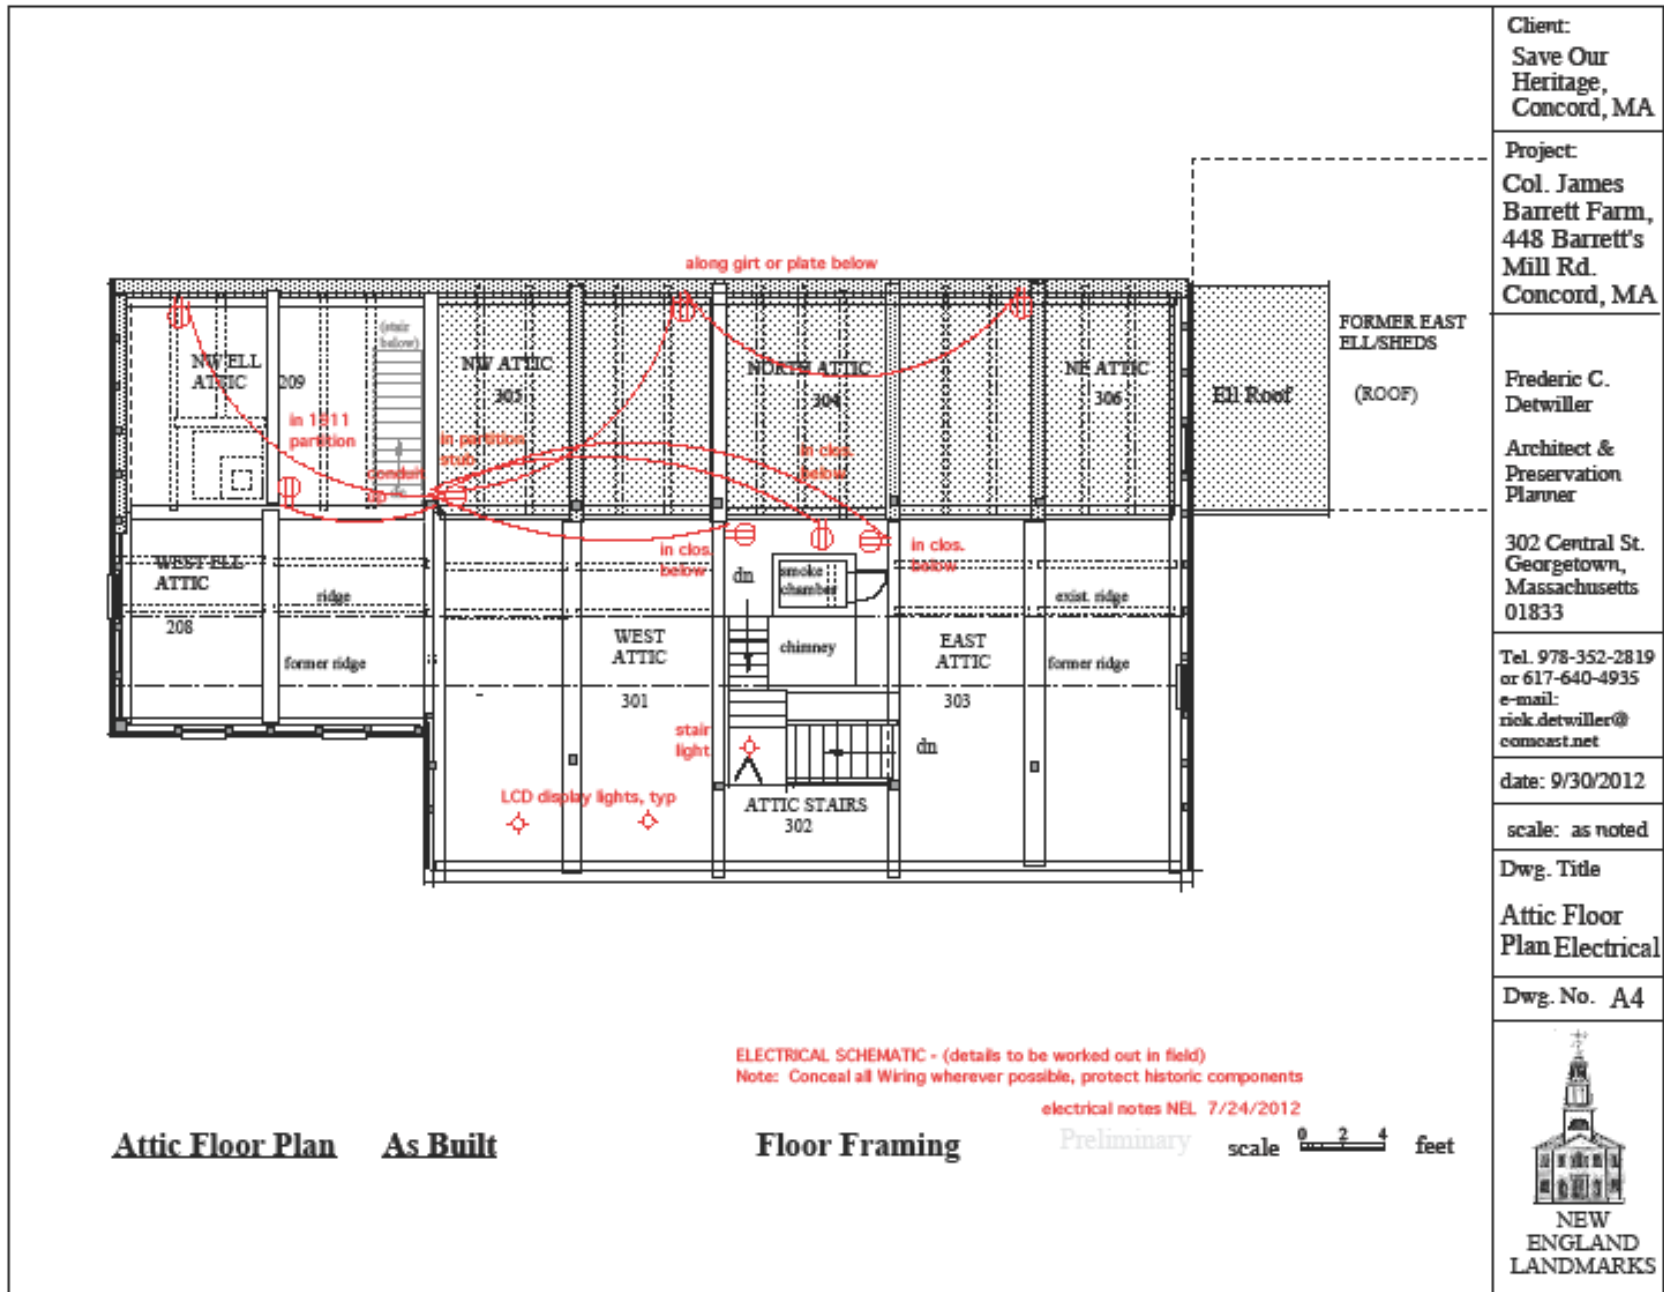 along girt or plate below
(stair
below)
NW ELL
ATTIC
209
NW ATTIC
305
NORTH ATTIC
304
NE ATTIC
306
Ell Roof
FORMER EAST
ELL/SHEDS
(ROOF)
in 1911
partition
in partition
stub
conduit
up
in clos.
below
in clos.
below
in clos.
below
WEST ELL
ATTIC
208
ridge
former ridge
dn
smoke
chamber
chimney
exist. ridge
former ridge
WEST
ATTIC
301
EAST
ATTIC
303
stair
light
dn
LCD display lights, typ
ATTIC STAIRS
302
ELECTRICAL SCHEMATIC - (details to be worked out in field)
Note: Conceal all Wiring wherever possible, protect historic components
electrical notes NEL 7/24/2012
Attic Floor Plan As Built
Floor Framing
Preliminary
scale 0 2 4 feet
Client:
Save Our
Heritage,
Concord, MA
Project:
Col. James
Barrett Farm,
448 Barrett's
Mill Rd.
Concord, MA
Frederic C.
Detwiller
Architect &
Preservation
Planner
302 Central St.
Georgetown,
Massachusetts
01833
Tel. 978-352-2819
or 617-640-4935
e-mail:
rick.detwiller@
comcast.net
date: 9/30/2012
scale: as noted
Dwg. Title
Attic Floor
Plan Electrical
Dwg. No. A4
NEW
ENGLAND
LANDMARKS